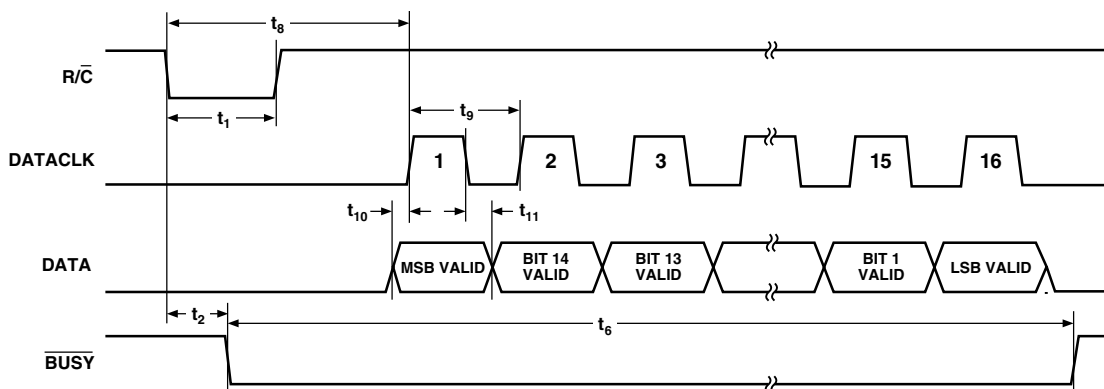 t8
R/C̅
t1
t9
DATACLK
1
2
3
15
16
t10
t11
DATA
MSB VALID
BIT 14
VALID
BIT 13
VALID
BIT 1
VALID
LSB VALID
t2
t6
B̅U̅S̅Y̅